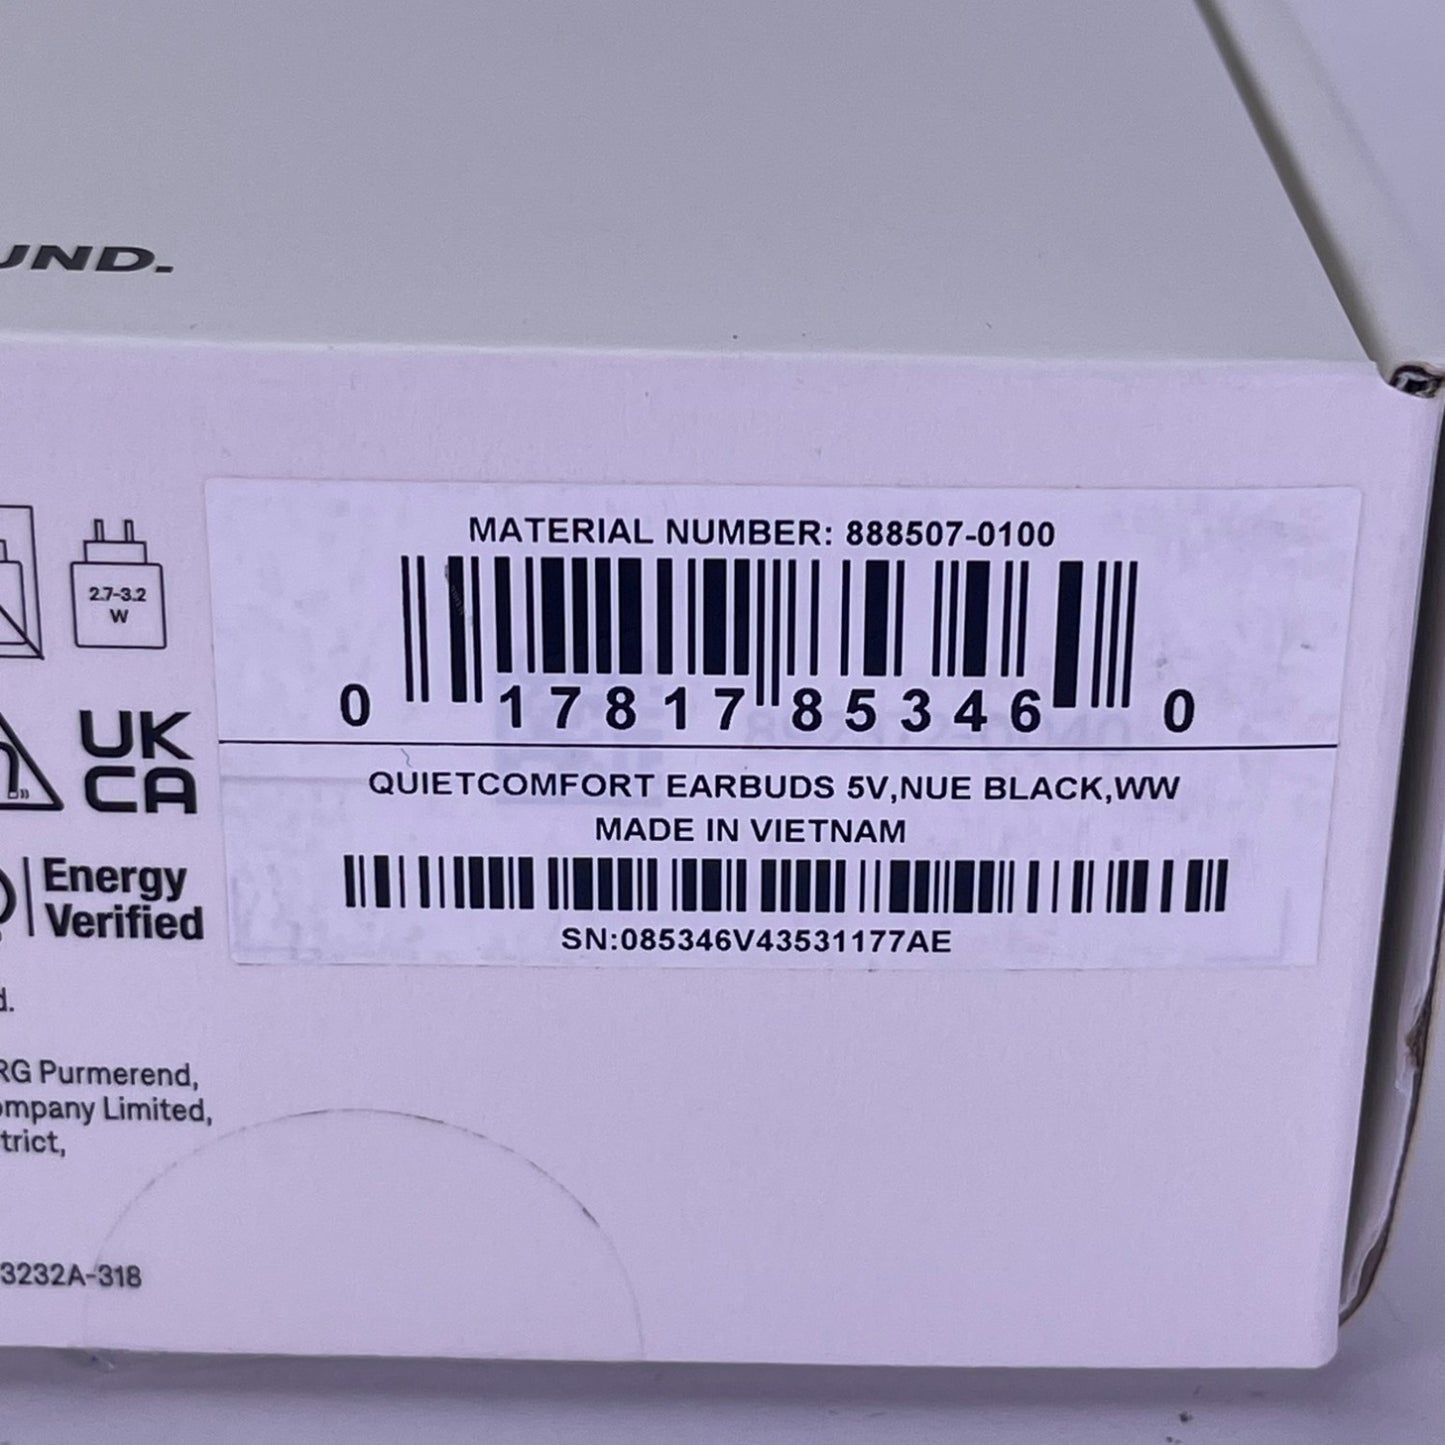 UND.
MATERIAL NUMBER: 888507-0100
0 17817 85346 0
2.7-3.2
W
UK
CA
QUIETCOMFORT EARBUDS 5V,NUE BLACK,WW
MADE IN VIETNAM
SN:085346V43531177AE
Energy
Verified
d.
RG Purmerend,
ompany Limited,
trict,
3232A-318